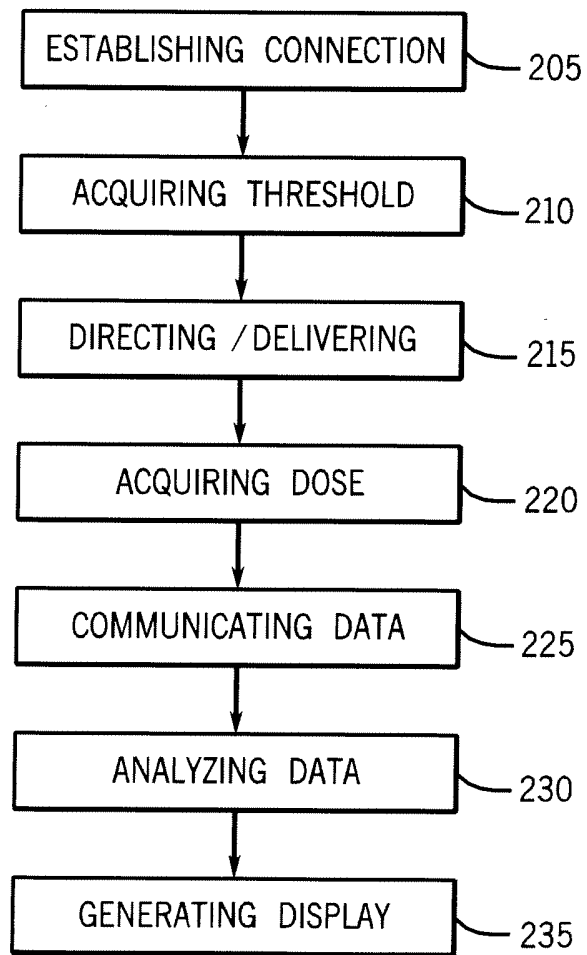 ESTABLISHING CONNECTION
205
ACQUIRING THRESHOLD
210
DIRECTING / DELIVERING
215
ACQUIRING DOSE
220
COMMUNICATING DATA
225
ANALYZING DATA
230
GENERATING DISPLAY
235